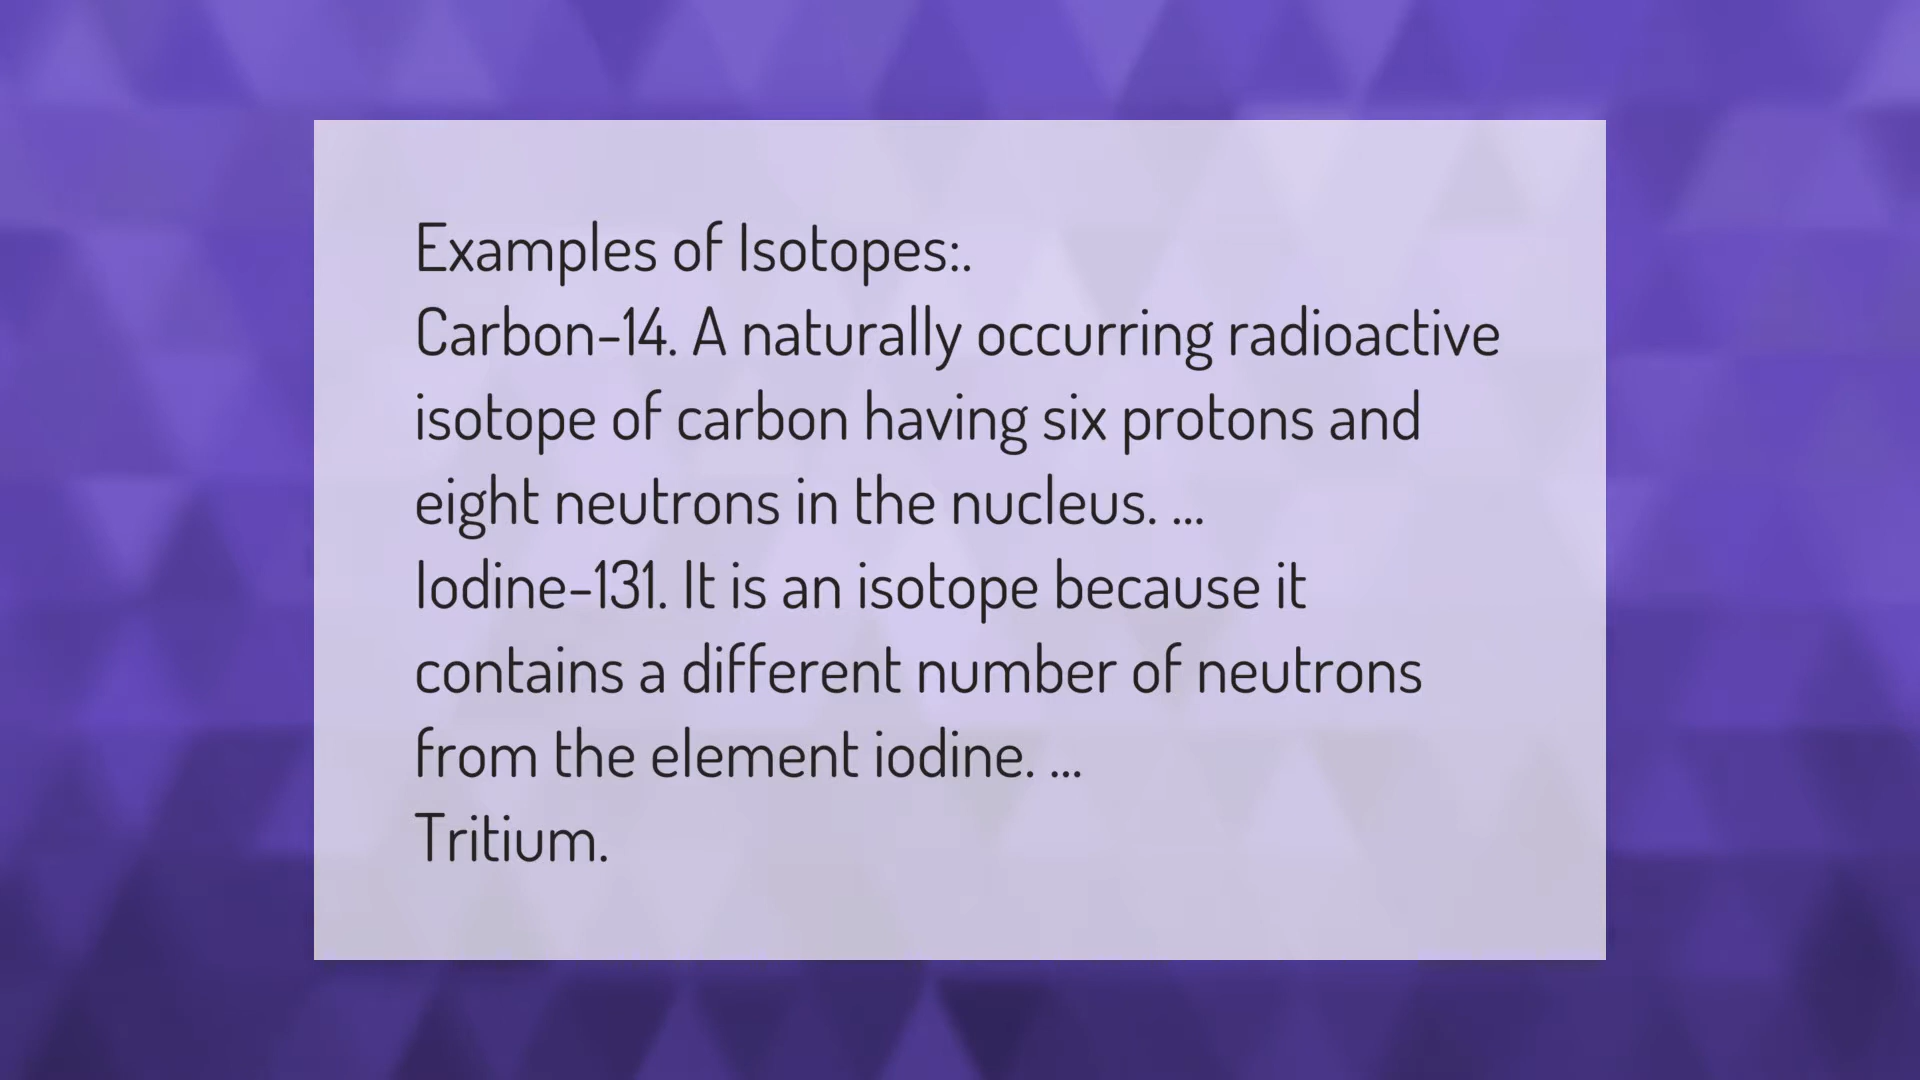 Examples of Isotopes:.
Carbon-14. A naturally occurring radioactive
isotope of carbon having six protons and
eight neutrons in the nucleus. ...
Iodine-131. It is an isotope because it
contains a different number of neutrons
from the element iodine. ...
Tritium.